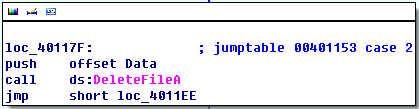 loc_40117F:             ; jumptable 00401153 case 2
push    offset Data
call    ds:DeleteFileA
jmp     short loc_4011EE